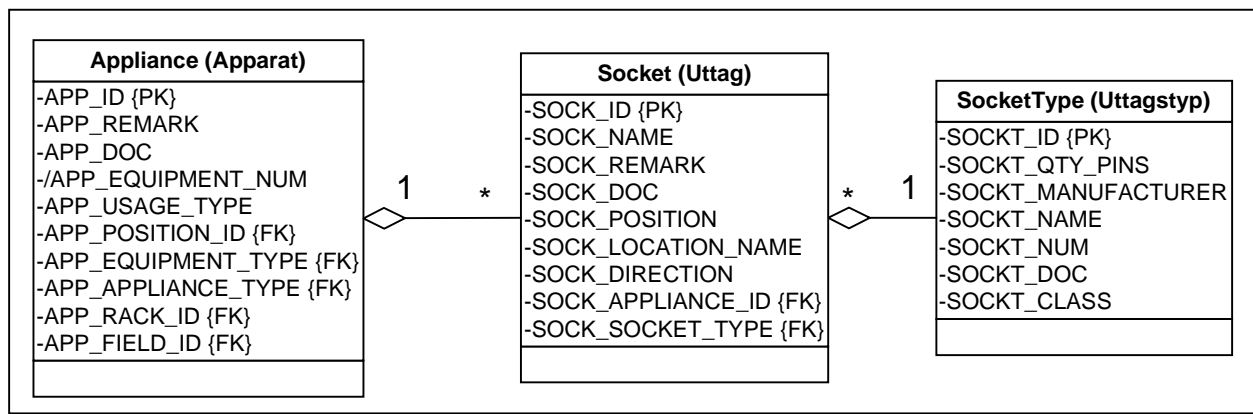 Appliance (Apparat)
-APP_ID {PK}
-APP_REMARK
-APP_DOC
-/APP_EQUIPMENT_NUM
-APP_USAGE_TYPE
-APP_POSITION_ID {FK}
-APP_EQUIPMENT_TYPE {FK}
-APP_APPLIANCE_TYPE {FK}
-APP_RACK_ID {FK}
-APP_FIELD_ID {FK}
1
*
Socket (Uttag)
-SOCK_ID {PK}
-SOCK_NAME
-SOCK_REMARK
-SOCK_DOC
-SOCK_POSITION
-SOCK_LOCATION_NAME
-SOCK_DIRECTION
-SOCK_APPLIANCE_ID {FK}
-SOCK_SOCKET_TYPE {FK}
*
1
SocketType (Uttagstyp)
-SOCKT_ID {PK}
-SOCKT_QTY_PINS
-SOCKT_MANUFACTURER
-SOCKT_NAME
-SOCKT_NUM
-SOCKT_DOC
-SOCKT_CLASS